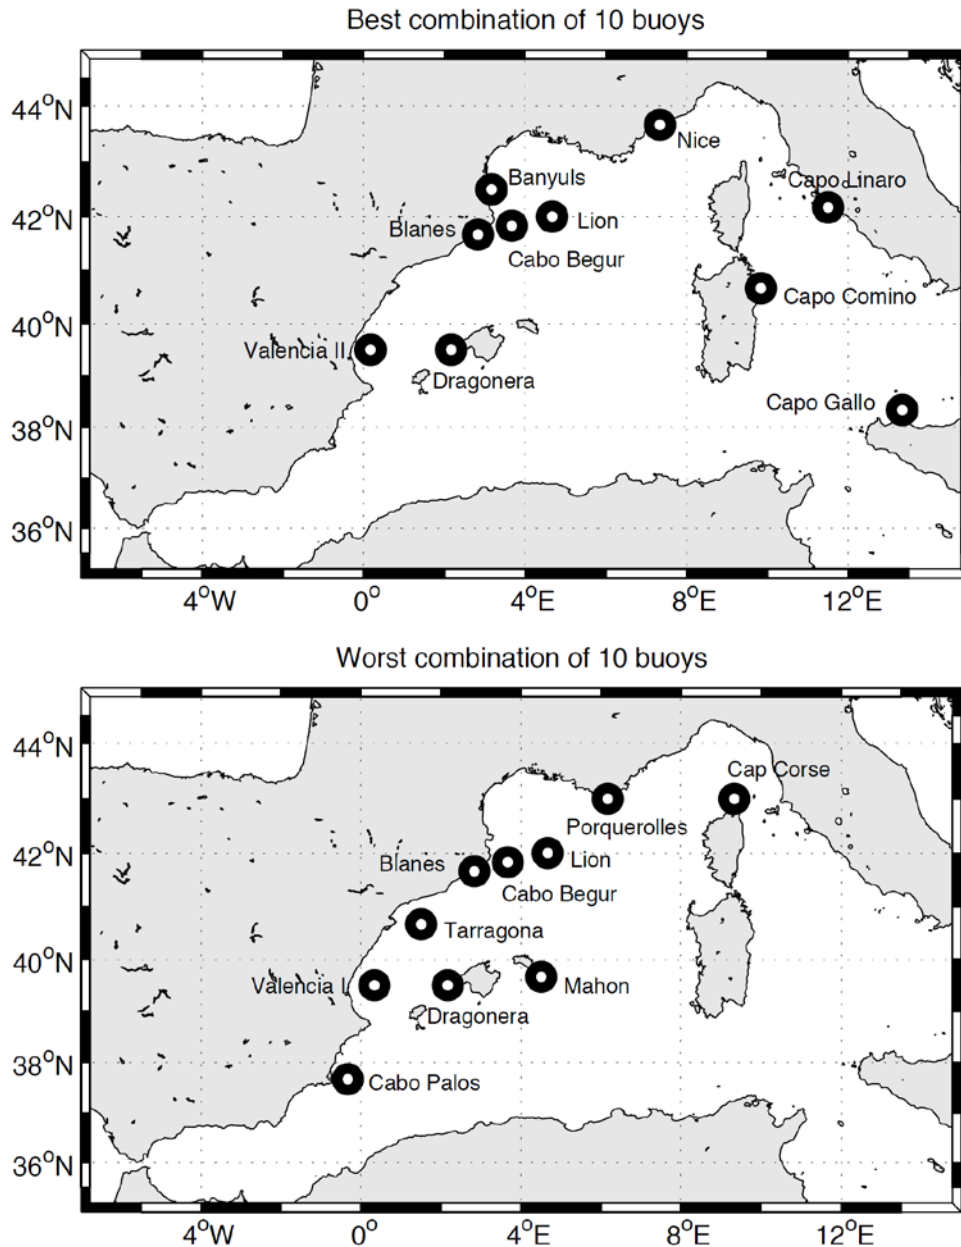 Best combination of 10 buoys
44°N
Nice
Banyuls
Capo Linaro
42°N
Blanes
Lion
Cabo Begur
Capo Comino
40°N
Valencia II
Dragonera
Capo Gallo
38°N
36°N
4°W 0° 4°E 8°E 12°E
Worst combination of 10 buoys
44°N
Cap Corse
Porquerolles
42°N
Blanes
Lion
Cabo Begur
Tarragona
40°N
Valencia I
Mahon
Dragonera
38°N
Cabo Palos
36°N
4°W 0° 4°E 8°E 12°E